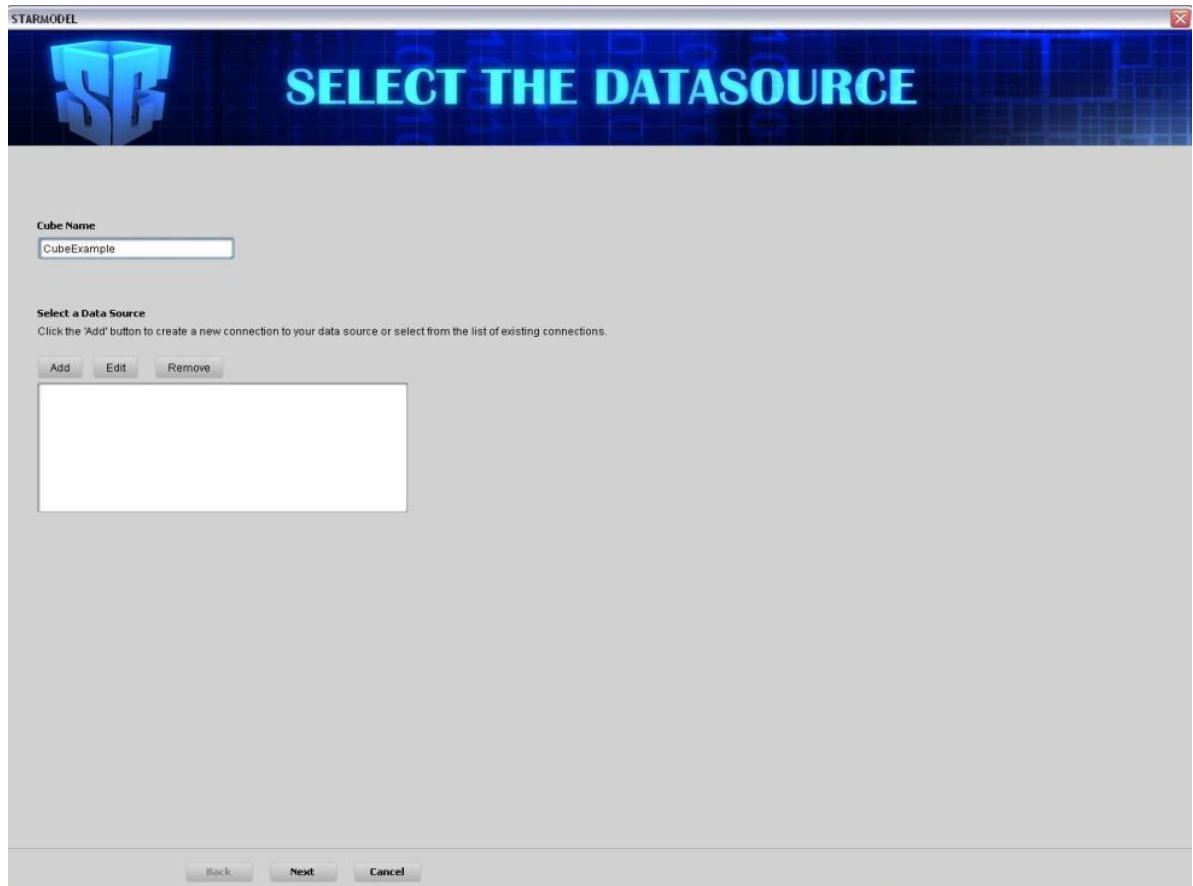 STARMODEL
SC
SELECT THE DATASOURCE
Cube Name
CubeExample
Select a Data Source
Click the 'Add' button to create a new connection to your data source or select from the list of existing connections.
Add Edit Remove
Back Next Cancel